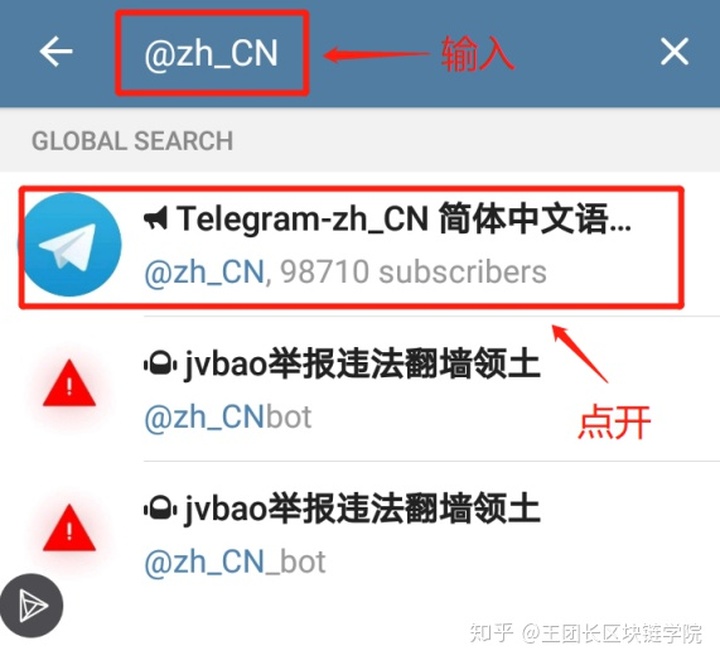 @zh_CN 输入
GLOBAL SEARCH
Telegram-zh_CN 简体中文语...
@zh_CN, 98710 subscribers
jvbao举报违法翻墙领土
@zh_CNbot
点开
jvbao举报违法翻墙领土
@zh_CN_bot
知乎 @王团长区块链学院